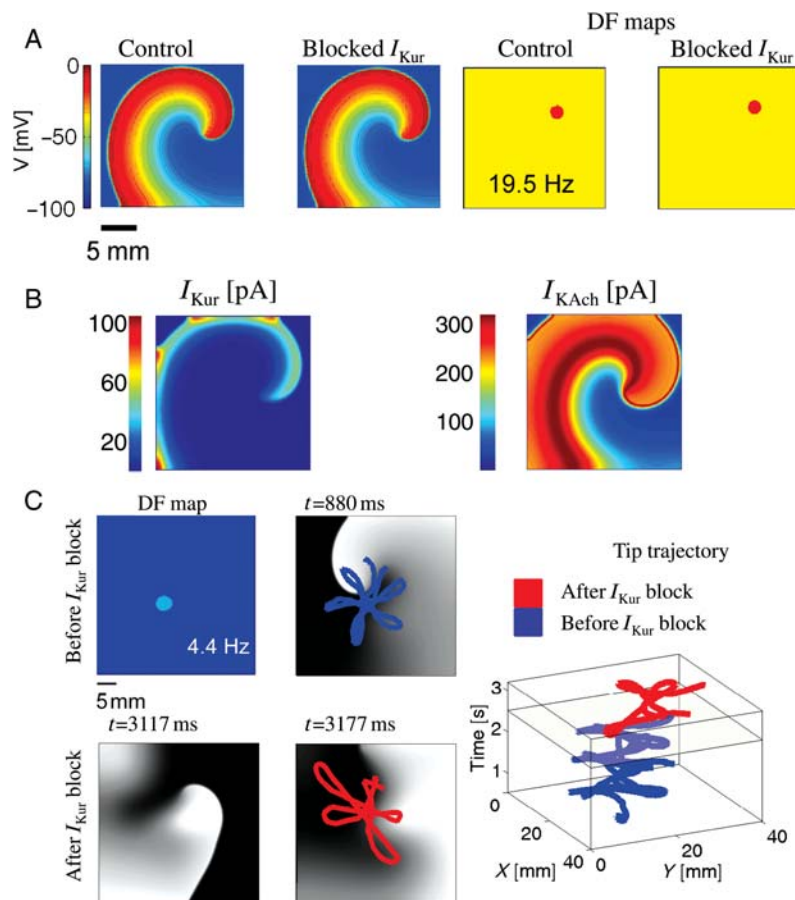 A
DF maps
Control
Blocked I_Kur
Control
Blocked I_Kur
V [mV]
0
−50
−100
19.5 Hz
5 mm
B
I_Kur [pA]
I_KAch [pA]
100
60
20
300
200
100
C
DF map
t=880 ms
Before I_Kur block
4.4 Hz
5mm
Tip trajectory
After I_Kur block
Before I_Kur block
t=3117 ms
t=3177 ms
After I_Kur block
Time [s]
3
2
1
0
20
40
X [mm]
0
20
40
Y [mm]